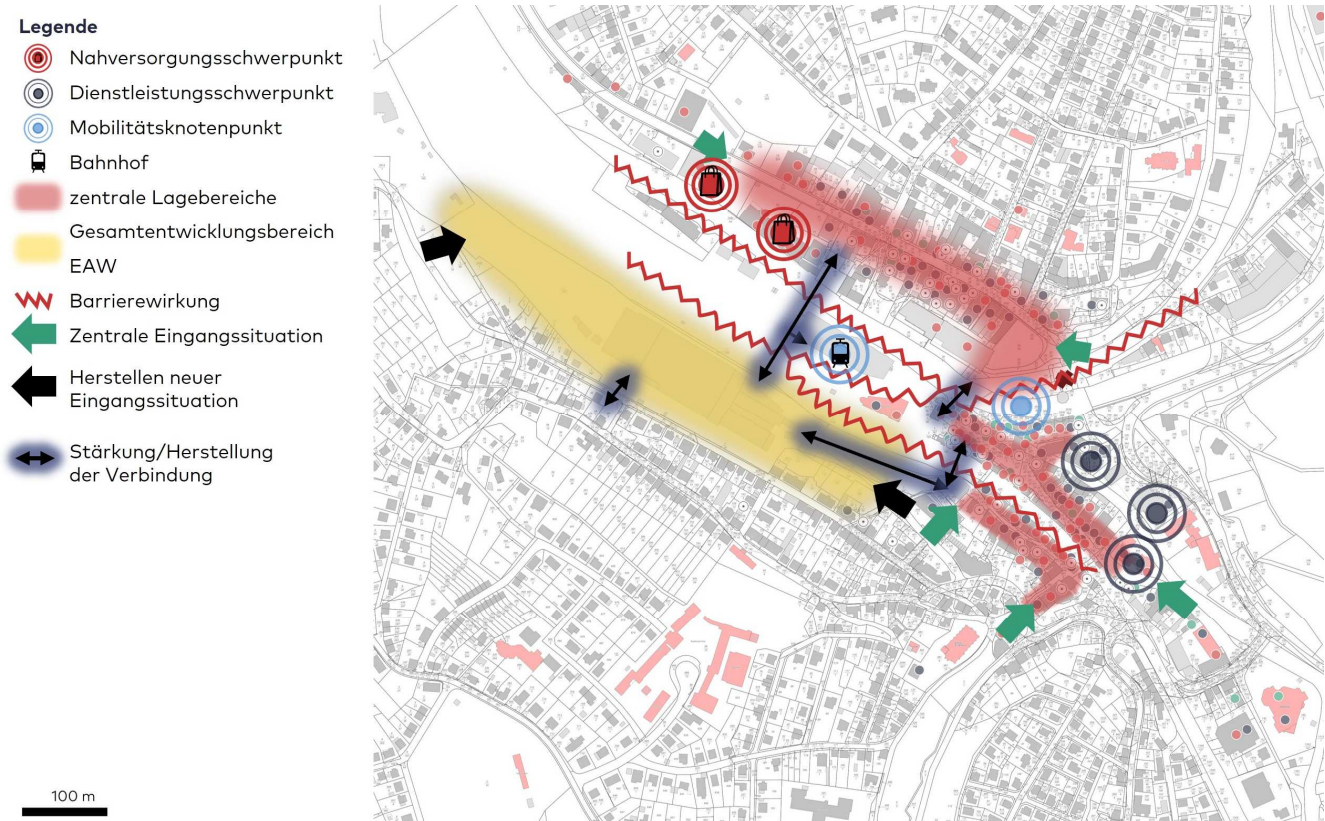 Legende
Nahversorgungsschwerpunkt
Dienstleistungsschwerpunkt
Mobilitätsknotenpunkt
Bahnhof
zentrale Lagebereiche
Gesamtentwicklungsbereich
EAW
Barrierewirkung
Zentrale Eingangssituation
Herstellen neuer
Eingangssituation
Stärkung/Herstellung
der Verbindung
100 m